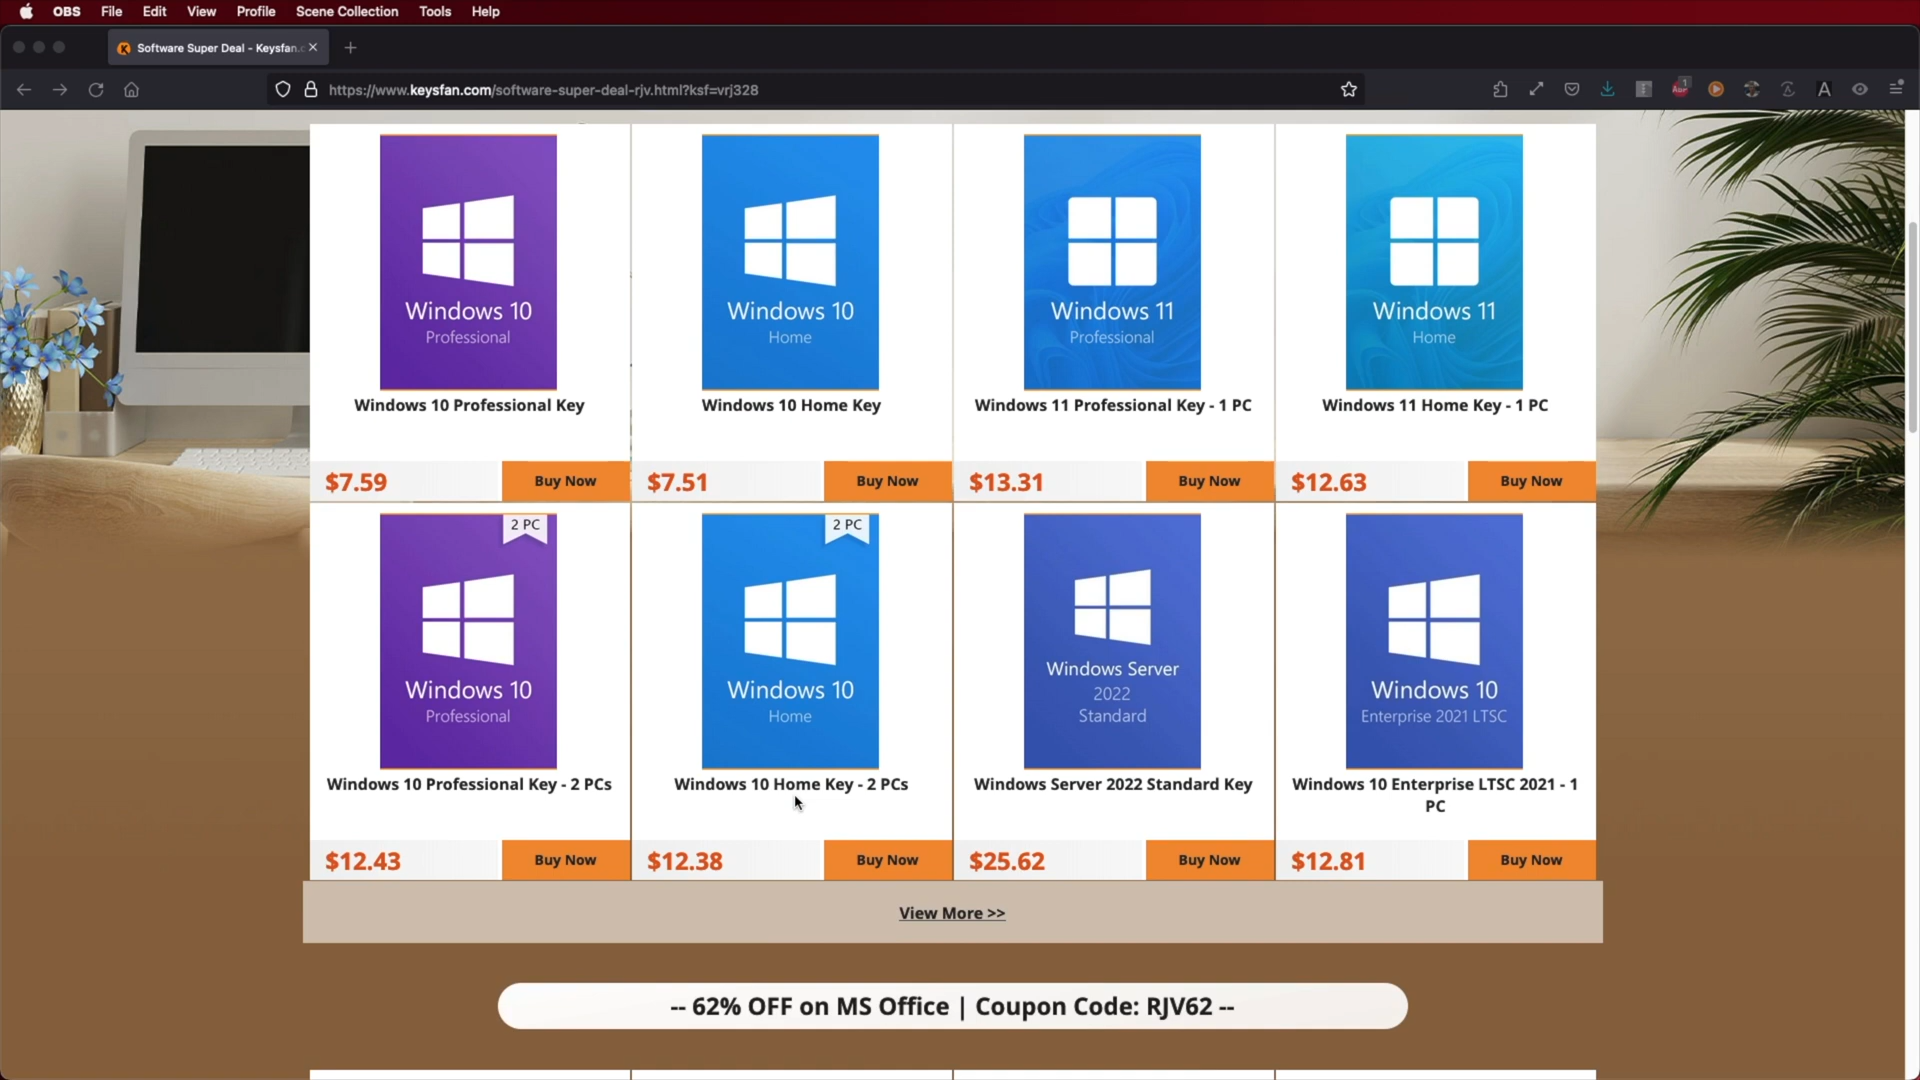 OBS File Edit View Profile Scene Collection Tools Help
Software Super Deal - Keysfan.c
https://www.keysfan.com/software-super-deal-rjv.html?ksf=vrj328
1
A
Windows 10
Professional
Windows 10
Home
Windows 11
Professional
Windows 11
Home
Windows 10 Professional Key
Windows 10 Home Key
Windows 11 Professional Key - 1 PC
Windows 11 Home Key - 1 PC
$7.59 Buy Now
$7.51 Buy Now
$13.31 Buy Now
$12.63 Buy Now
2 PC
Windows 10
Professional
2 PC
Windows 10
Home
Windows Server
2022
Standard
Windows 10
Enterprise 2021 LTSC
Windows 10 Professional Key - 2 PCs
Windows 10 Home Key - 2 PCs
Windows Server 2022 Standard Key
Windows 10 Enterprise LTSC 2021 - 1
PC
$12.43 Buy Now
$12.38 Buy Now
$25.62 Buy Now
$12.81 Buy Now
View More >>
-- 62% OFF on MS Office | Coupon Code: RJV62 --